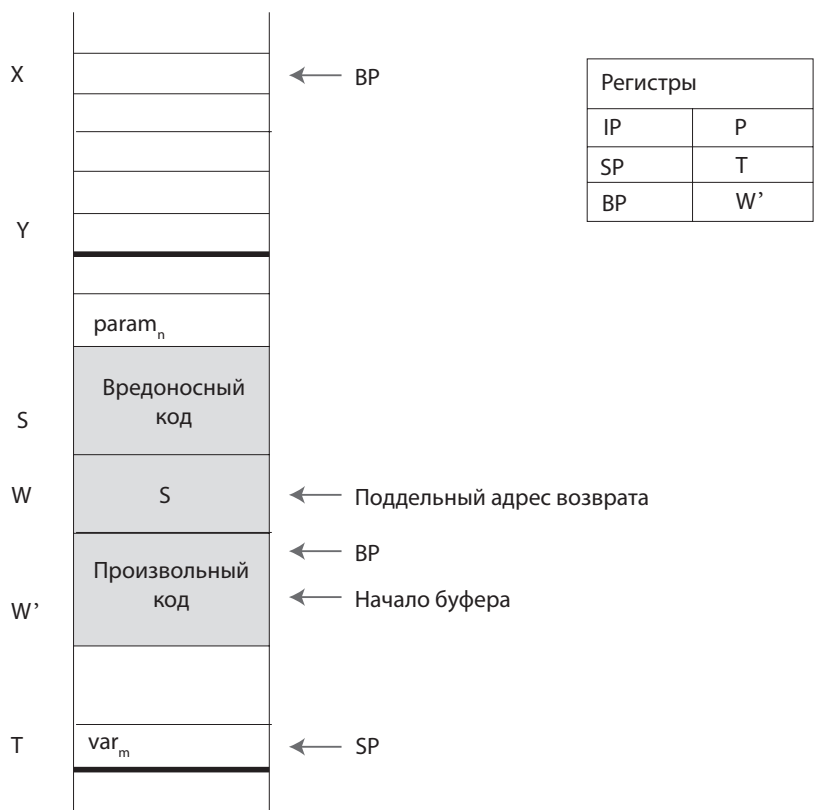 X
BP
Регистры
IP P
SP T
BP W’
Y
param_n
Вредоносный
код
S
W
S
Поддельный адрес возврата
BP
Произвольный
код
Начало буфера
W’
T
var_m
SP